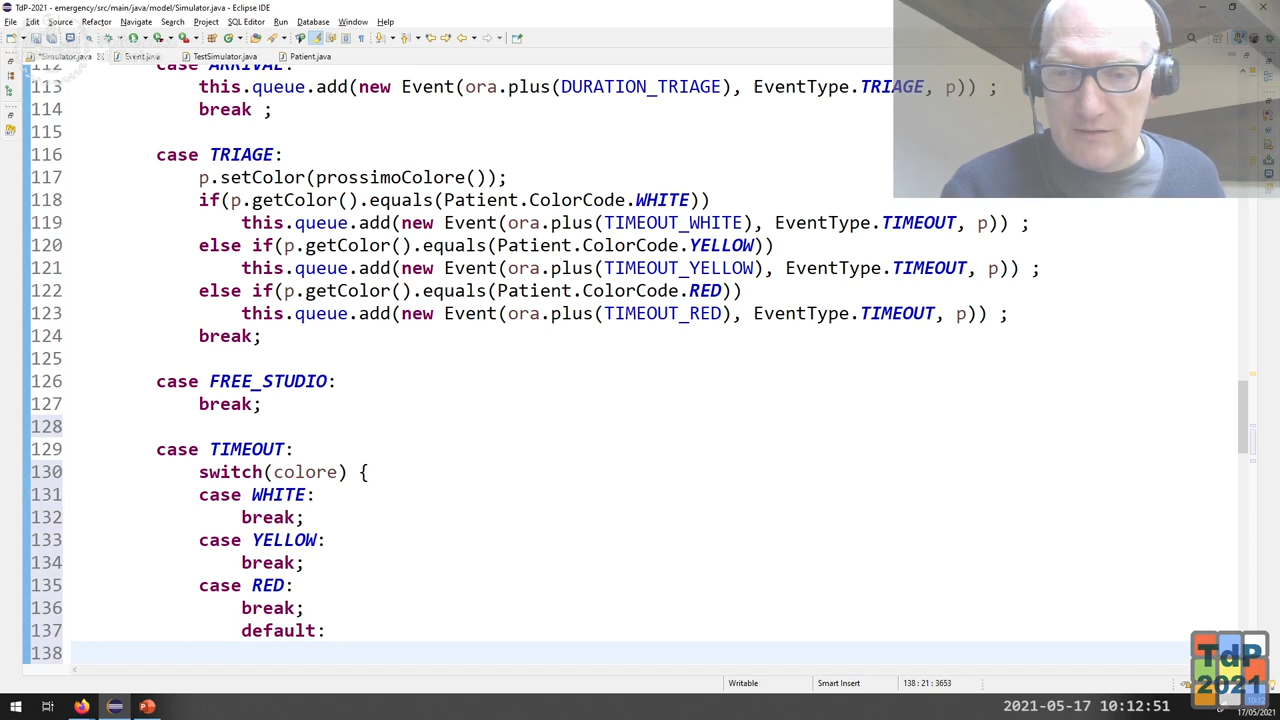 TdP-2021 - emergency/src/main/java/model/Simulator.java - Eclipse IDE
File Edit Source Refactor Navigate Search Project SQL Editor Run Database Window Help
*Simulator.java Event.java TestSimulator.java Patient.java
112 case ARRIVAL:
113 this.queue.add(new Event(ora.plus(DURATION_TRIAGE), EventType.TRIAGE, p)) ;
114 break ;
115
116 case TRIAGE:
117 p.setColor(prossimoColore());
118 if(p.getColor().equals(Patient.ColorCode.WHITE))
119 this.queue.add(new Event(ora.plus(TIMEOUT_WHITE), EventType.TIMEOUT, p)) ;
120 else if(p.getColor().equals(Patient.ColorCode.YELLOW))
121 this.queue.add(new Event(ora.plus(TIMEOUT_YELLOW), EventType.TIMEOUT, p)) ;
122 else if(p.getColor().equals(Patient.ColorCode.RED))
123 this.queue.add(new Event(ora.plus(TIMEOUT_RED), EventType.TIMEOUT, p)) ;
124 break;
125
126 case FREE_STUDIO:
127 break;
128
129 case TIMEOUT:
130 switch(colore) {
131 case WHITE:
132 break;
133 case YELLOW:
134 break;
135 case RED:
136 break;
137 default:
138
TdP
2021
Writable Smart Insert 138 : 21 : 3653
2021-05-17 10:12:51
10:12
17/05/2021